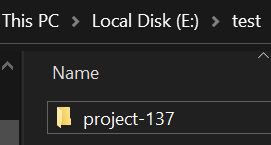 This PC > Local Disk (E:) > test
Name
project-137